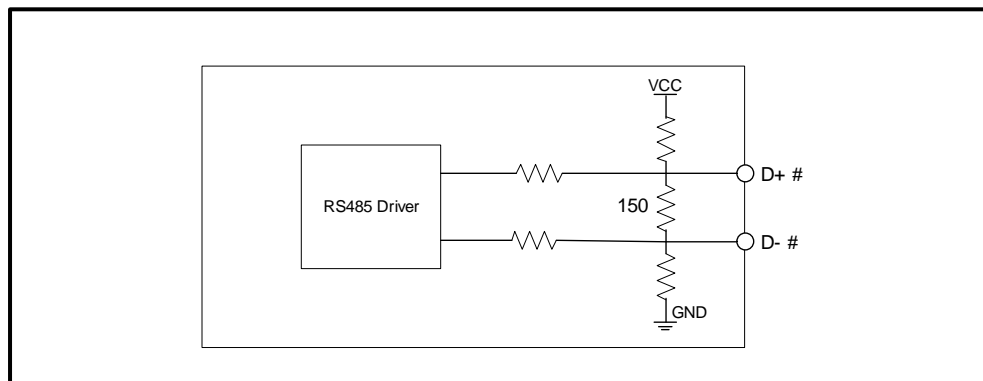 VCC
D+ #
RS485 Driver
150
D- #
GND